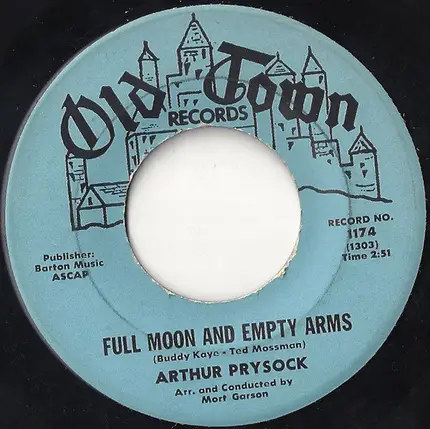 Old Town
RECORDS
RECORD NO.
1174
(1303)
Time 2:51
Publisher:
Barton Music
ASCAP
FULL MOON AND EMPTY ARMS
(Buddy Kaye - Ted Mossman)
ARTHUR PRYSOCK
Arr. and Conducted by
Mort Garson